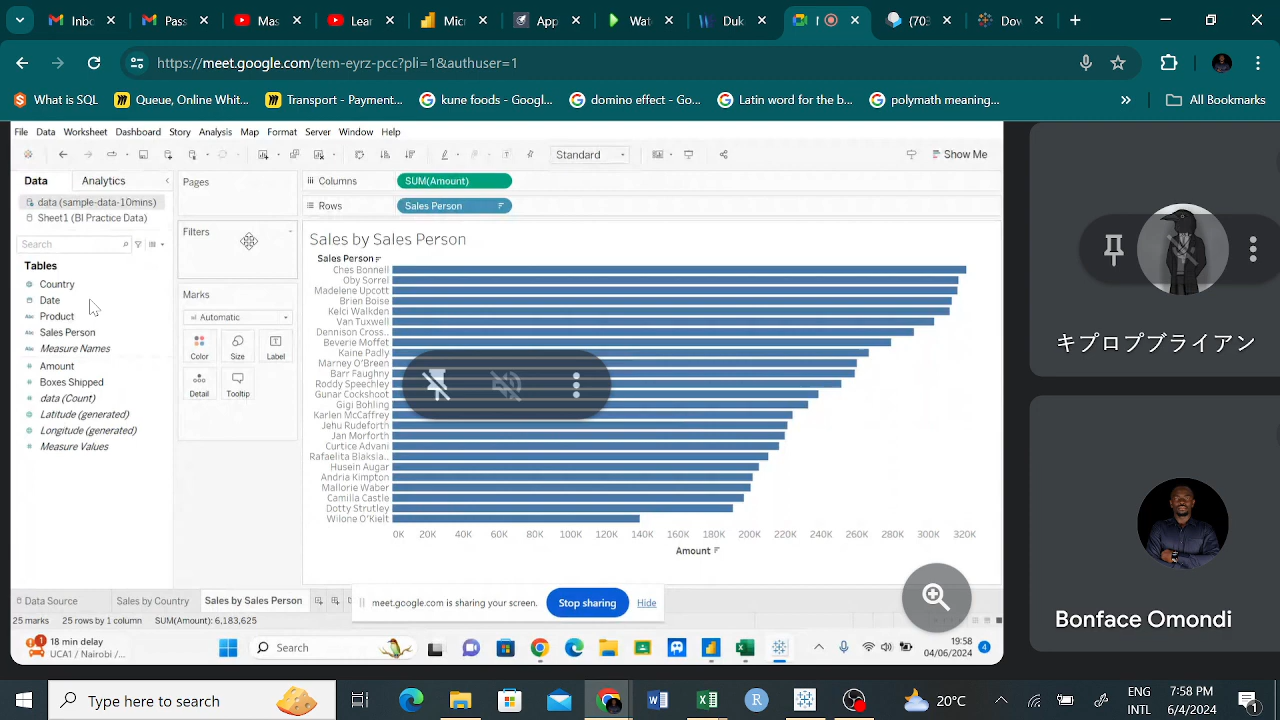 Inbo
Mass
Mas
Lear
Mic
App
Wat
Duk
(703
Dov
https://meet.google.com/tem-eyrz-pcc?pli=1&authuser=1
What is SQL
Queue, Online Whit...
Transport - Payment...
kune foods - Googl...
domino effect - Go...
Latin word for the b...
polymath meaning...
All Bookmarks
File Data Worksheet Dashboard Story Analysis Map Format Server Window Help
Standard
Show Me
Data
Analytics
data (sample-data-10mins)
Sheet1 (BI Practice Data)
Search
Tables
Country
Date
Product
Sales Person
Measure Names
Amount
Boxes Shipped
data (Count)
Latitude (generated)
Longitude (generated)
Measure Values
Pages
Filters
Marks
Automatic
Color
Size
Label
Detail
Tooltip
Columns
SUM(Amount)
Rows
Sales Person
Sales by Sales Person
Sales Person
Ches Bonnell
Oby Sorrel
Madelene Upcott
Brien Boise
Kelci Walkden
Van Tuxwell
Dennison Cross..
Beverie Moffet
Kaine Padly
Marney O'Breen
Barr Faughny
Roddy Speechley
Gunar Cockshoot
Gigi Bohling
Karlen McCaffrey
Jehu Rudeforth
Jan Morforth
Curtice Advani
Rafaelita Blaksla..
Husein Augar
Andria Kimpton
Mallorie Waber
Camilla Castle
Dotty Strutley
Wilone O'Kielt
0K 20K 40K 60K 80K 100K 120K 140K 160K 180K 200K 220K 240K 260K 280K 300K 320K
Amount
Data Source
Sales by Country
Sales by Sales Person
meet.google.com is sharing your screen.
Stop sharing
Hide
25 marks
25 rows by 1 column
SUM(Amount): 6,183,625
1
18 min delay
UCA1 / Nairobi /...
Search
19:58
04/06/2024
4
キプロプブライアン
Bonface Omondi
Type here to search
20°C
INTL
ENG
7:58 PM
6/4/2024
1